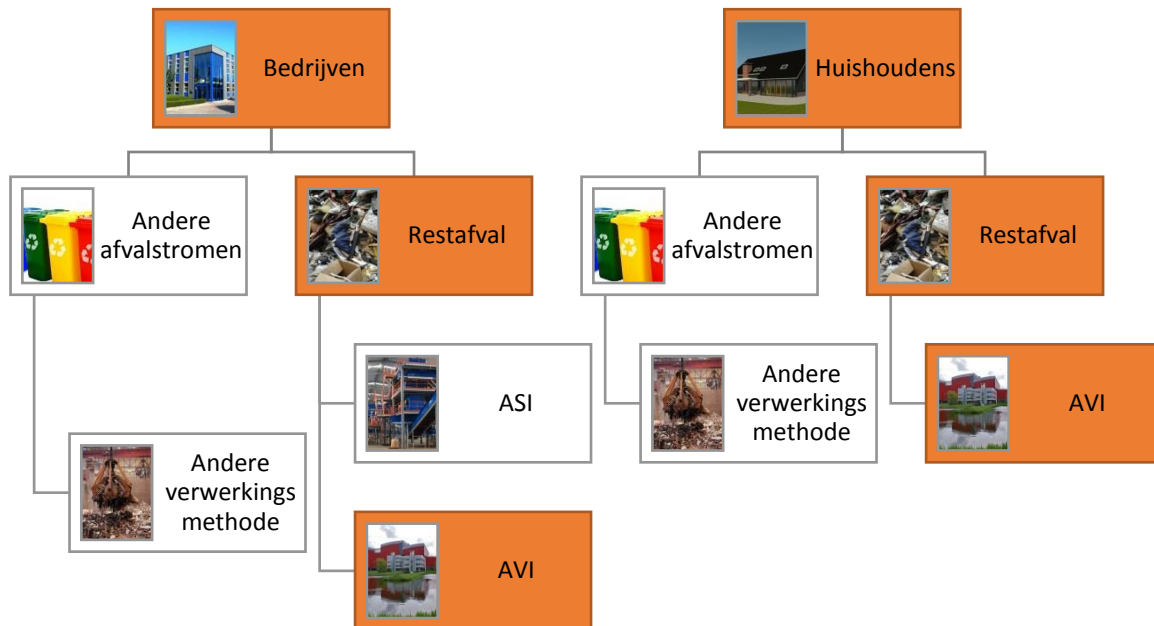 Bedrijven
Huishoudens
Andere
afvalstromen
Restafval
Andere
afvalstromen
Restafval
ASI
Andere
verwerkings
methode
AVI
Andere
verwerkings
methode
AVI